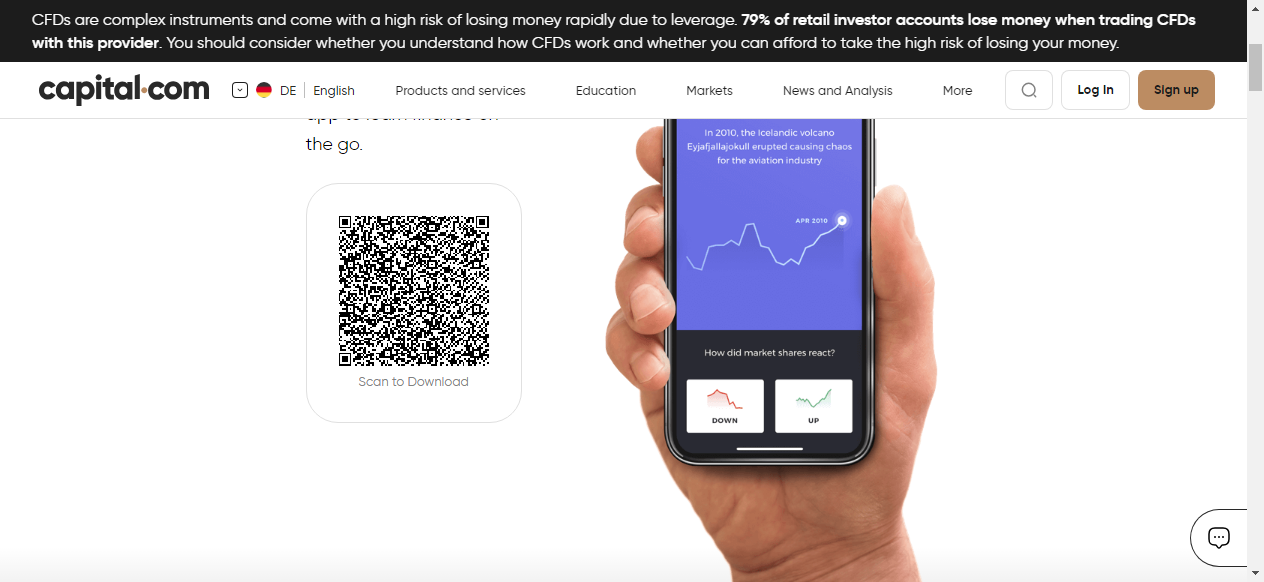 CFDs are complex instruments and come with a high risk of losing money rapidly due to leverage. 79% of retail investor accounts lose money when trading CFDs
with this provider. You should consider whether you understand how CFDs work and whether you can afford to take the high risk of losing your money.
capital.com DE English Products and services Education Markets News and Analysis More Log In Sign up
the go.
Scan to Download
In 2010, the Icelandic volcano
Eyjafjallajokull erupted causing chaos
for the aviation industry
APR 2010
How did market shares react?
DOWN UP